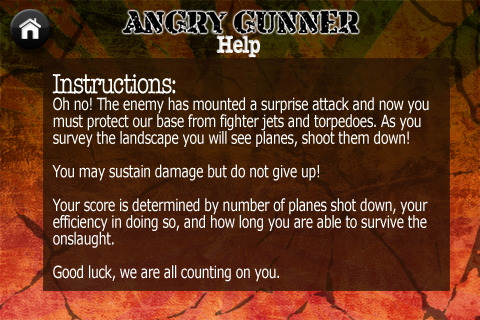 ANGRY GUNNER
Help
Instructions:
Oh no! The enemy has mounted a surprise attack and now you
must protect our base from fighter jets and torpedoes. As you
survey the landscape you will see planes, shoot them down!
You may sustain damage but do not give up!
Your score is determined by number of planes shot down, your
efficiency in doing so, and how long you are able to survive the
onslaught.
Good luck, we are all counting on you.